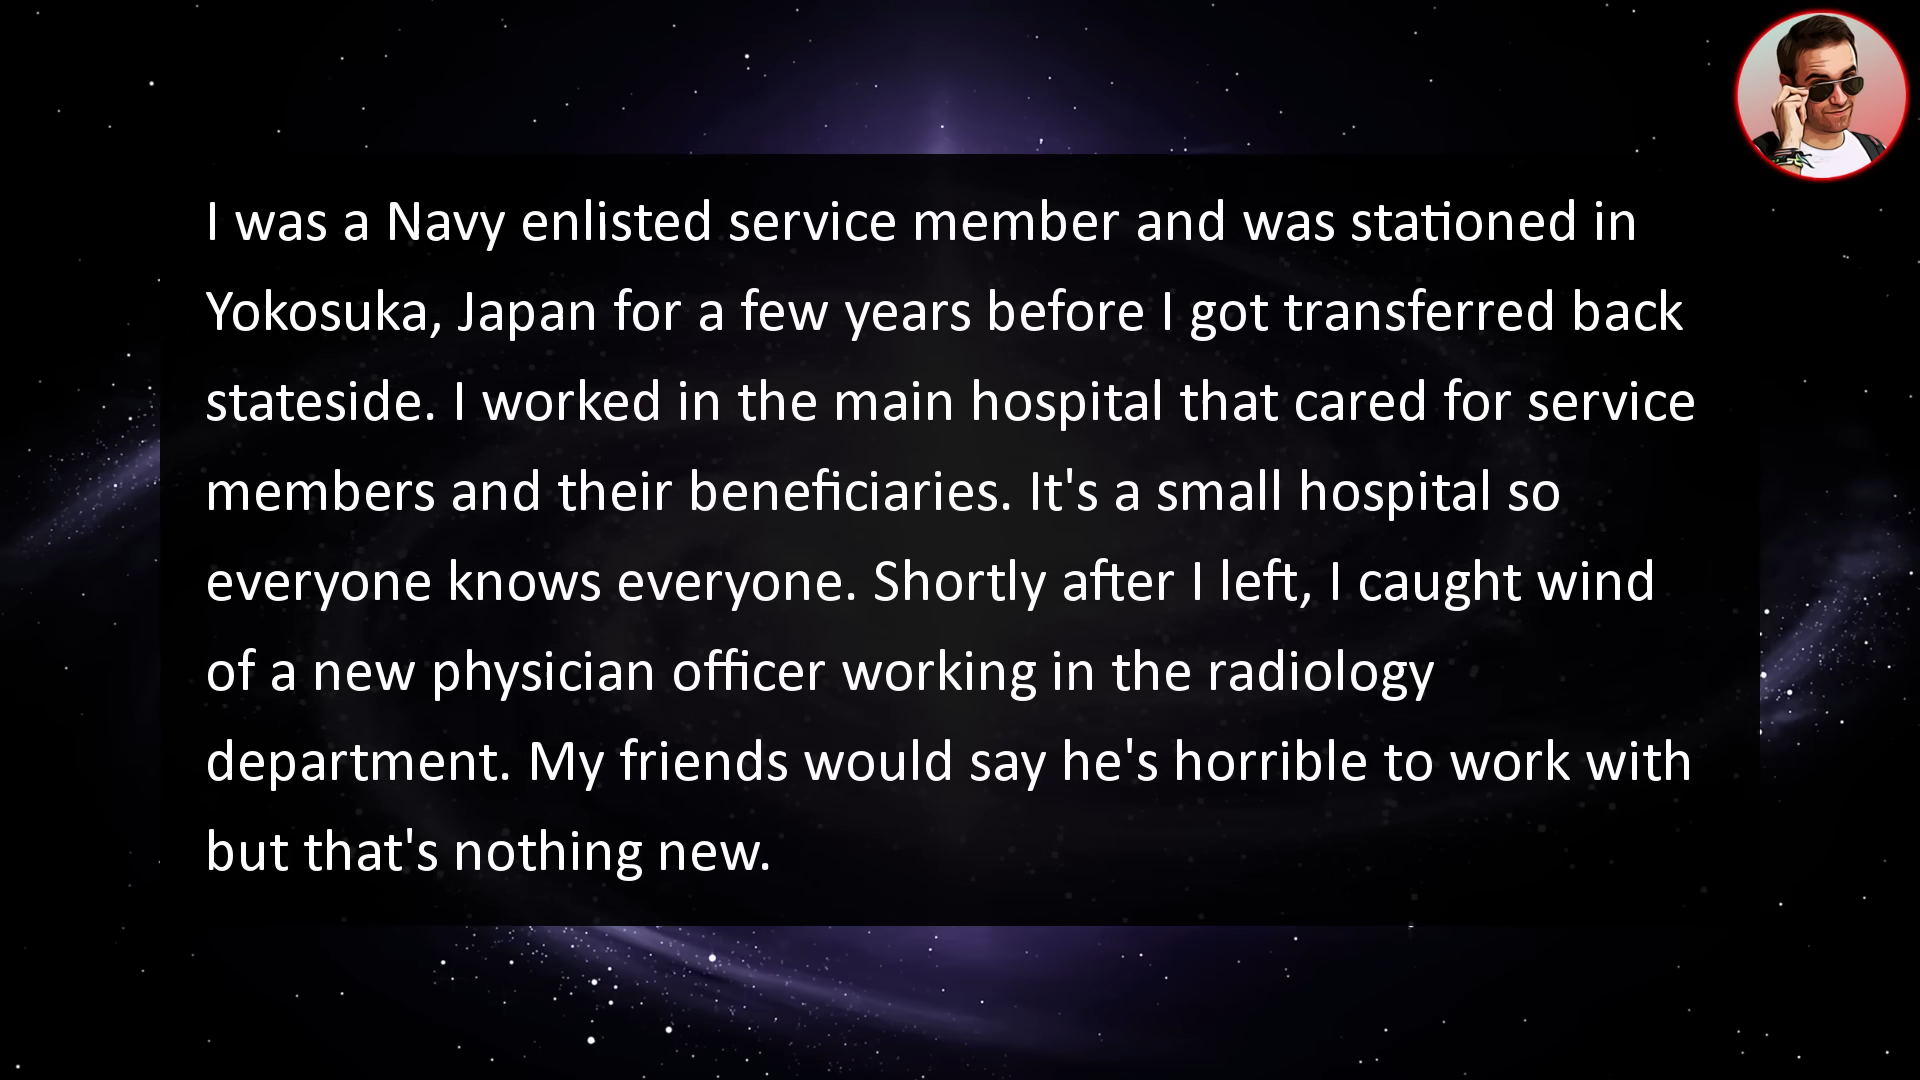 I was a Navy enlisted service member and was stationed in
Yokosuka, Japan for a few years before I got transferred back
stateside. I worked in the main hospital that cared for service
members and their beneficiaries. It's a small hospital so
everyone knows everyone. Shortly after I left, I caught wind
of a new physician officer working in the radiology
department. My friends would say he's horrible to work with
but that's nothing new.